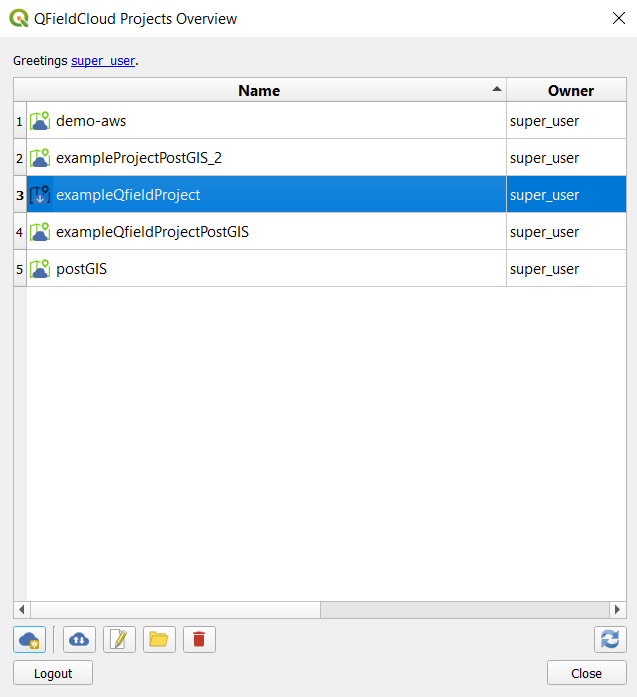 QFieldCloud Projects Overview
Greetings super_user.
Name Owner
1 demo-aws super_user
2 exampleProjectPostGIS_2 super_user
3 exampleQfieldProject super_user
4 exampleQfieldProjectPostGIS super_user
5 postGIS super_user
Logout Close